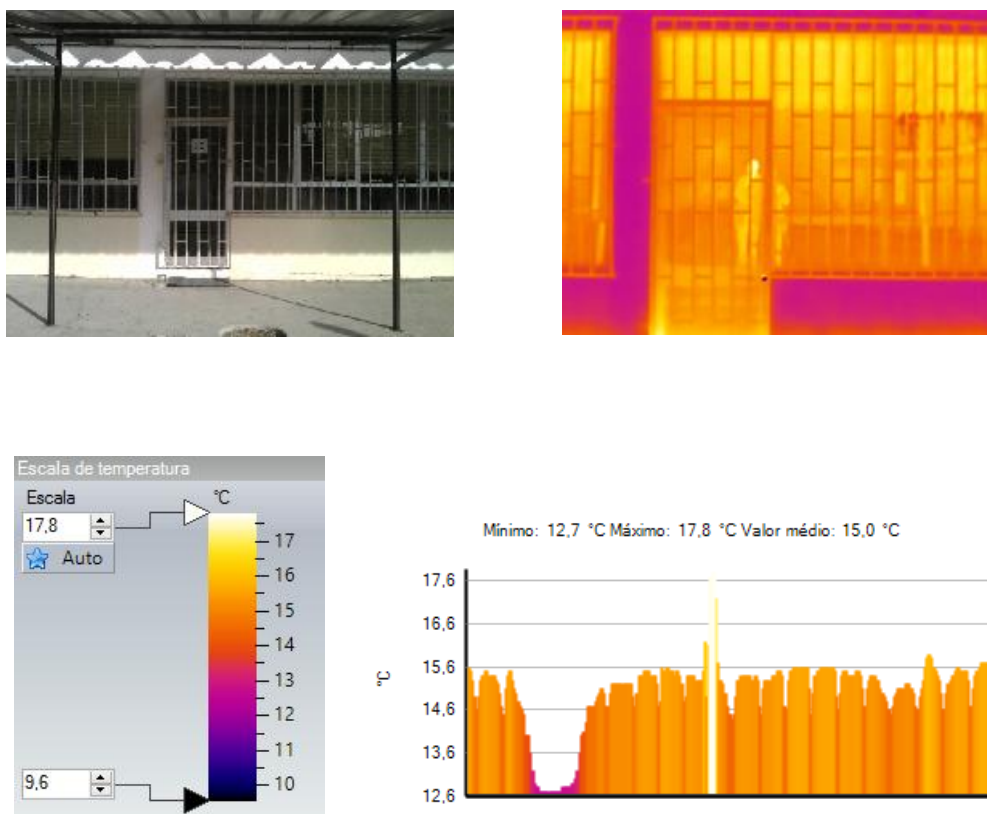 Escala de temperatura
Escala
°C
17,8
Auto
17
16
15
14
13
12
11
10
9,6
Mínimo: 12,7 °C Máximo: 17,8 °C Valor médio: 15,0 °C
17,6
16,6
15,6
14,6
13,6
12,6
°C